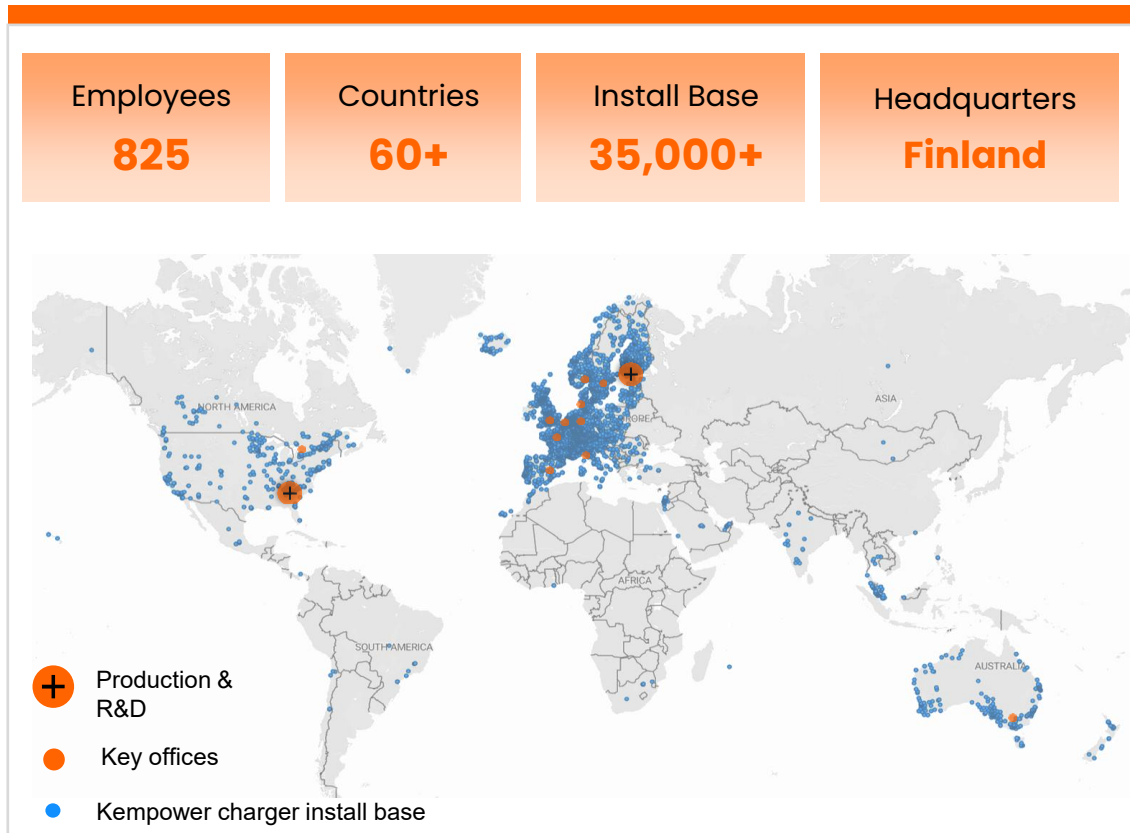 Employees
825
Countries
60+
Install Base
35,000+
Headquarters
Finland
NORTH AMERICA
ASIA
AFRICA
SOUTH AMERICA
AUSTRALIA
Production &
R&D
Key offices
Kempower charger install base